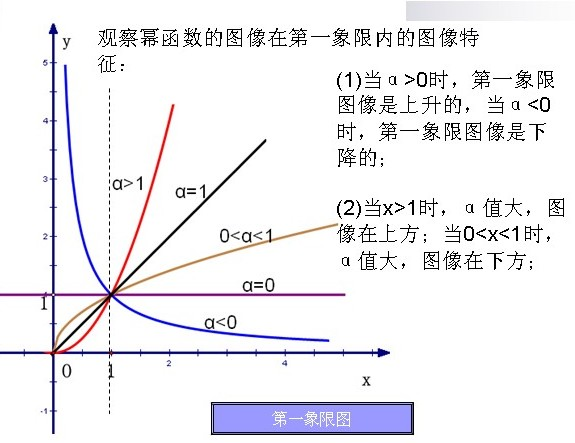 观察幂函数的图像在第一象限内的图像特
征：
(1)当α>0时，第一象限
图像是上升的，当α<0
时，第一象限图像是下
降的；
(2)当x>1时，α值大，图
像在上方；当0<x<1时，
α值大，图像在下方；
y
5
4
3
2
1
-1
α>1
α=1
0<α<1
α=0
α<0
0
1
2
4
x
第一象限图